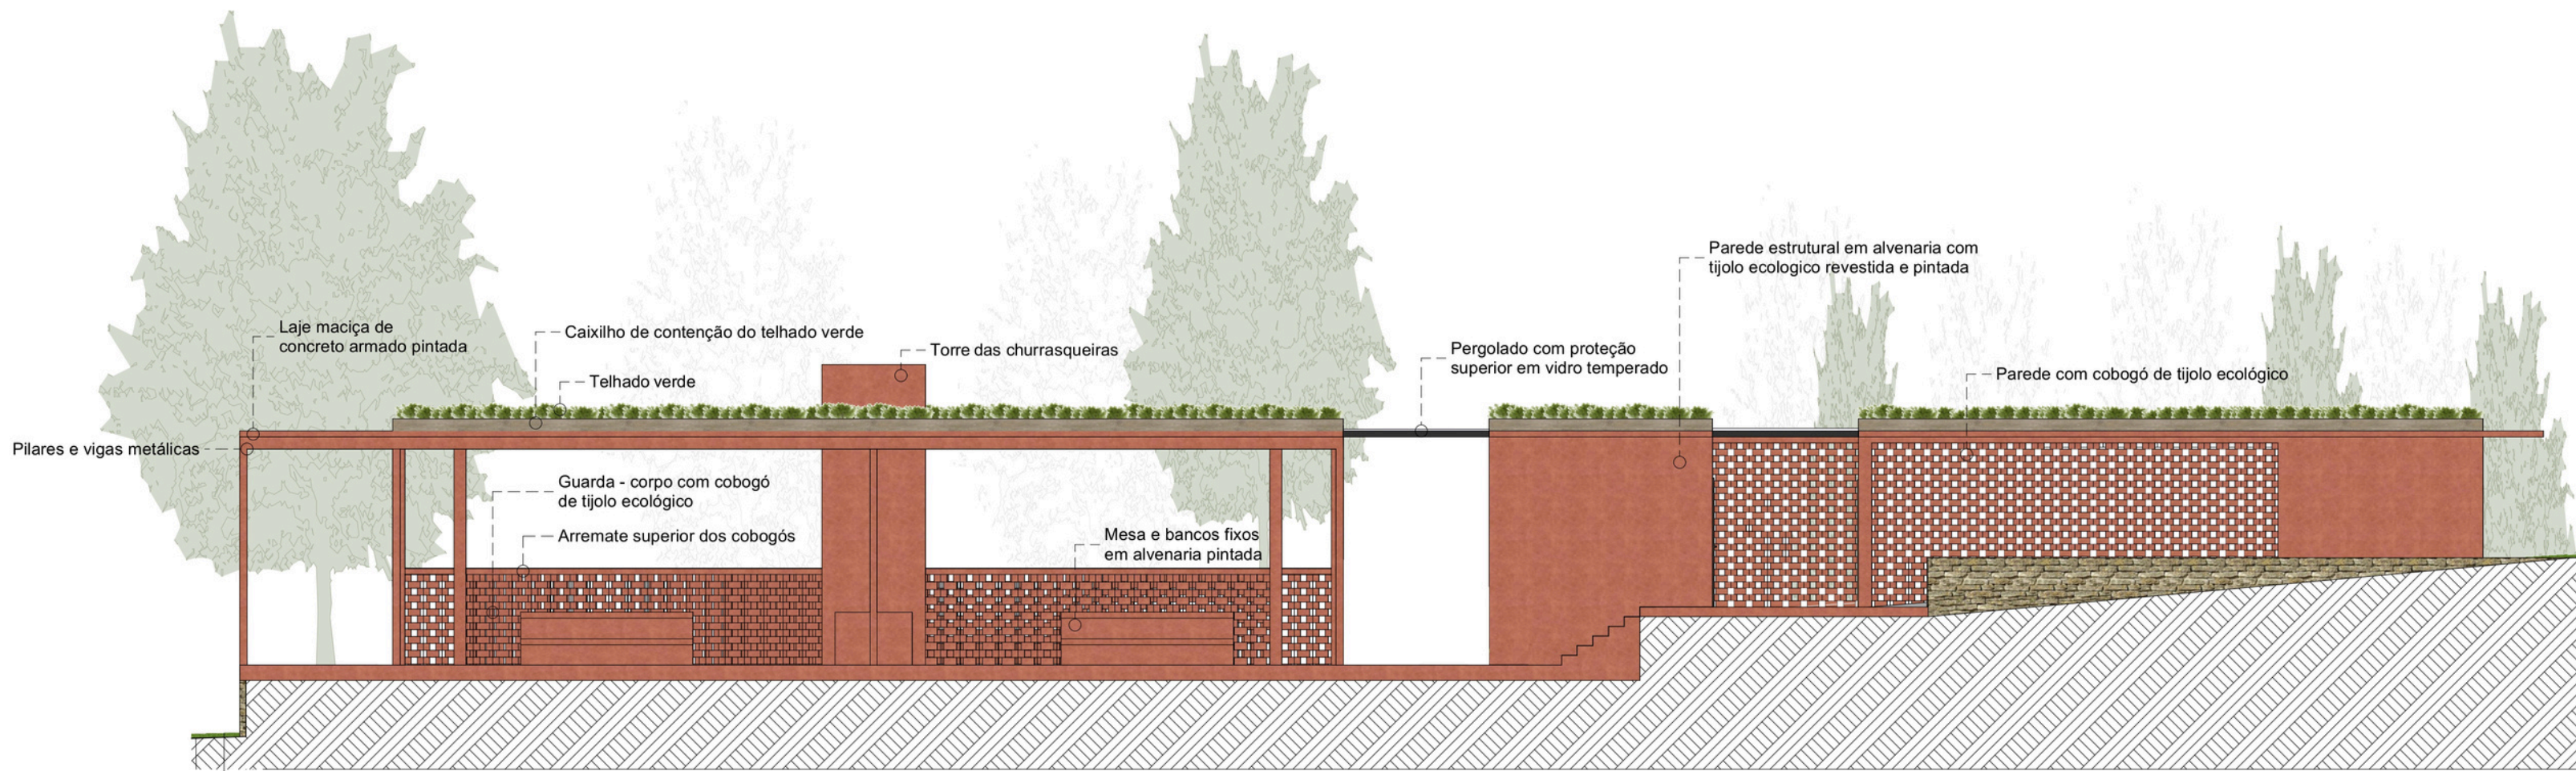 Laje maciça de
concreto armado pintada
Pilares e vigas metálicas
Caixilho de contenção do telhado verde
Telhado verde
Torre das churrasqueiras
Guarda - corpo com cobogó
de tijolo ecológico
Arremate superior dos cobogós
Mesa e bancos fixos
em alvenaria pintada
Pergolado com proteção
superior em vidro temperado
Parede estrutural em alvenaria com
tijolo ecologico revestida e pintada
Parede com cobogó de tijolo ecológico